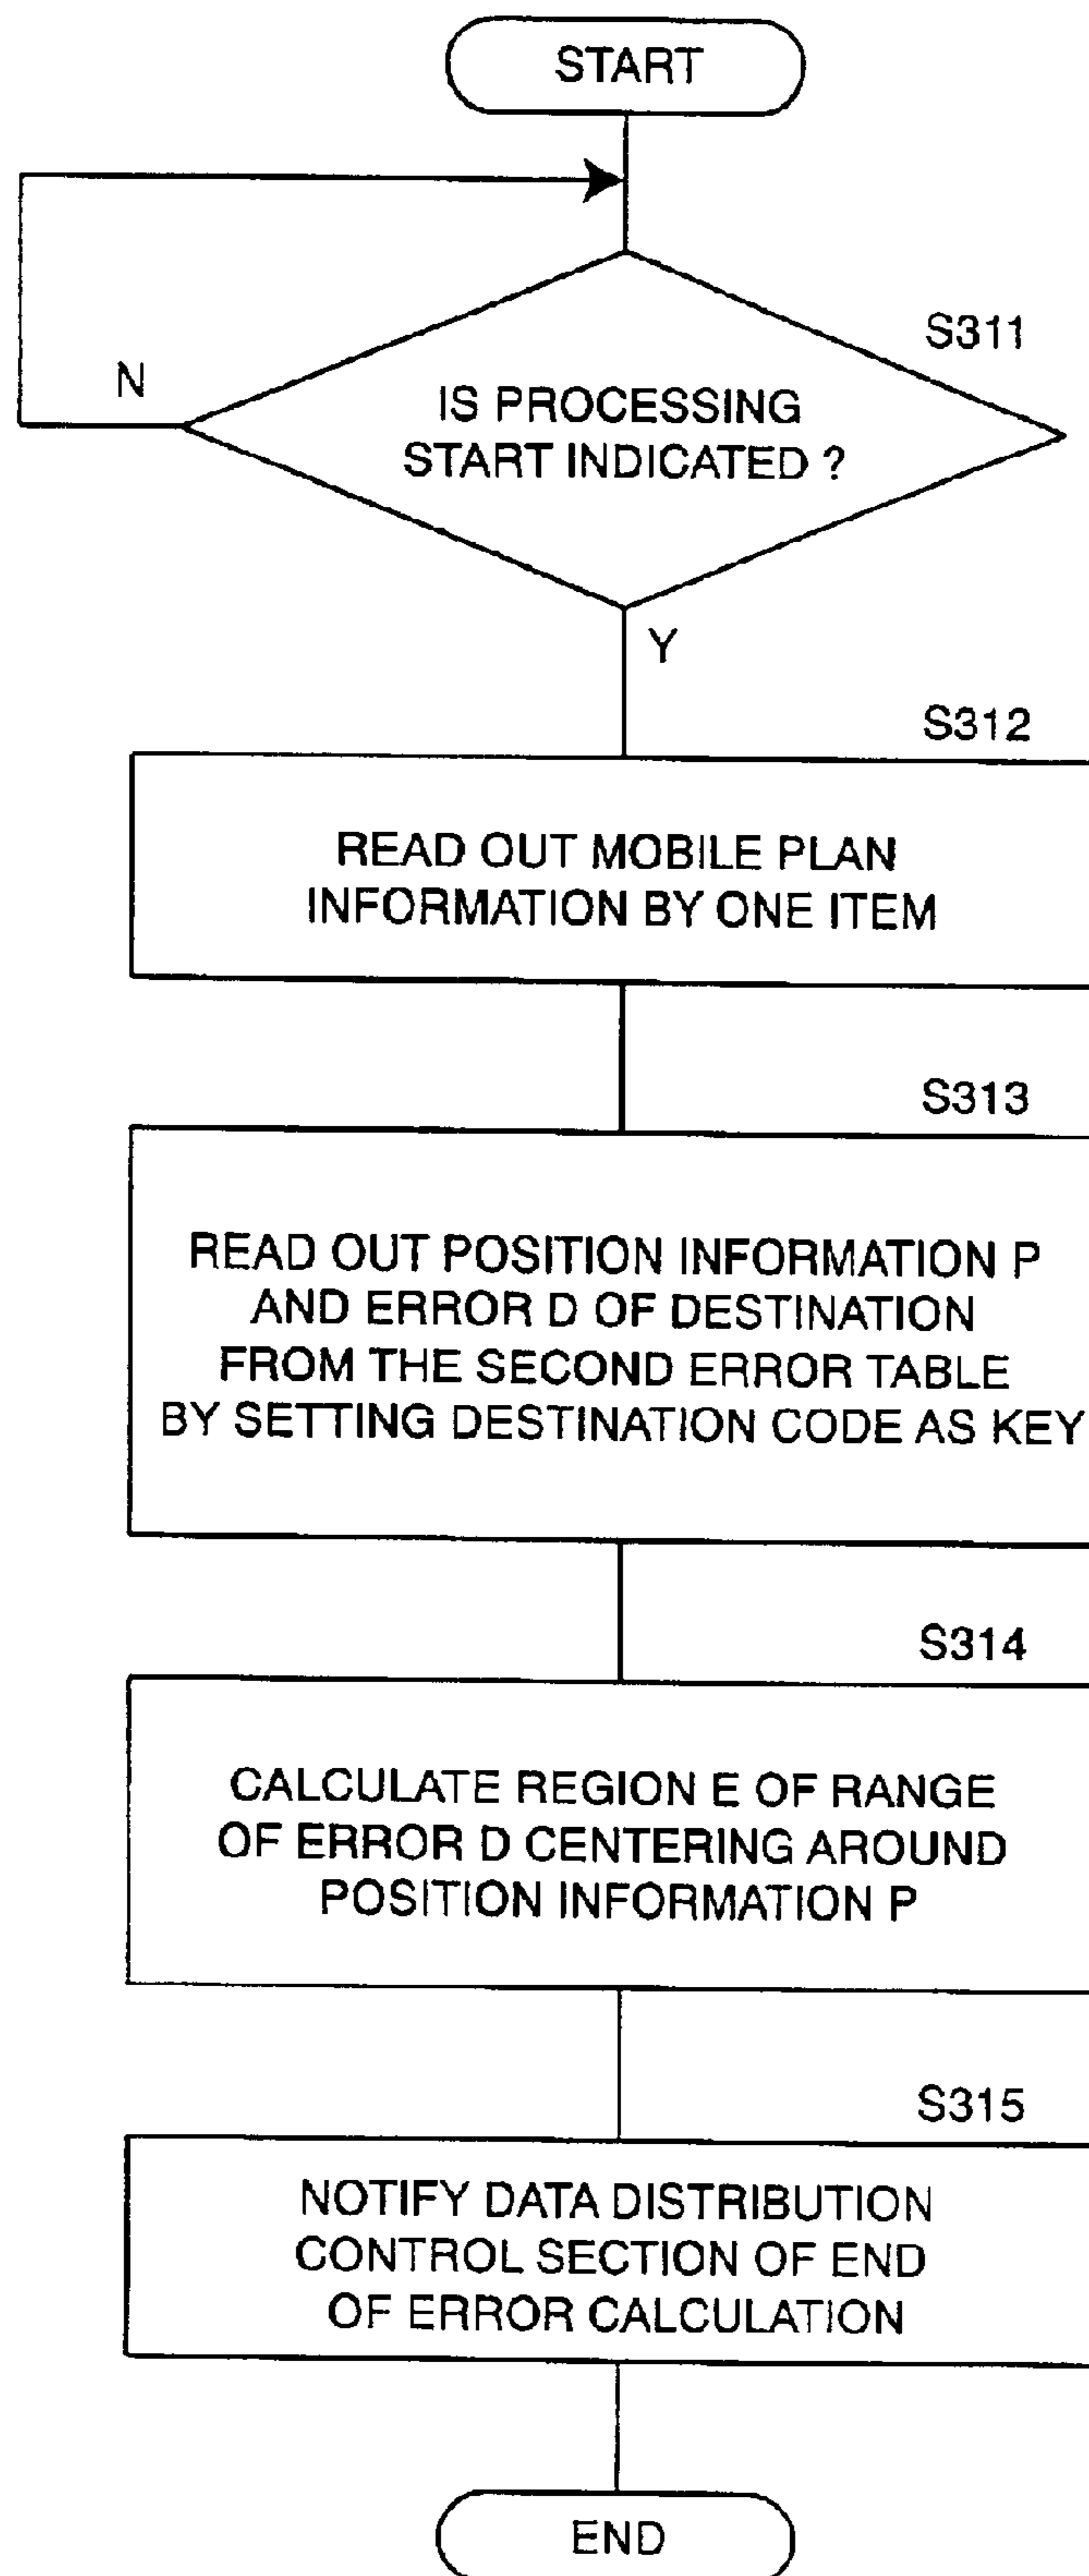 START
S311
N
IS PROCESSING
START INDICATED ?
Y
S312
READ OUT MOBILE PLAN
INFORMATION BY ONE ITEM
S313
READ OUT POSITION INFORMATION P
AND ERROR D OF DESTINATION
FROM THE SECOND ERROR TABLE
BY SETTING DESTINATION CODE AS KEY
S314
CALCULATE REGION E OF RANGE
OF ERROR D CENTERING AROUND
POSITION INFORMATION P
S315
NOTIFY DATA DISTRIBUTION
CONTROL SECTION OF END
OF ERROR CALCULATION
END